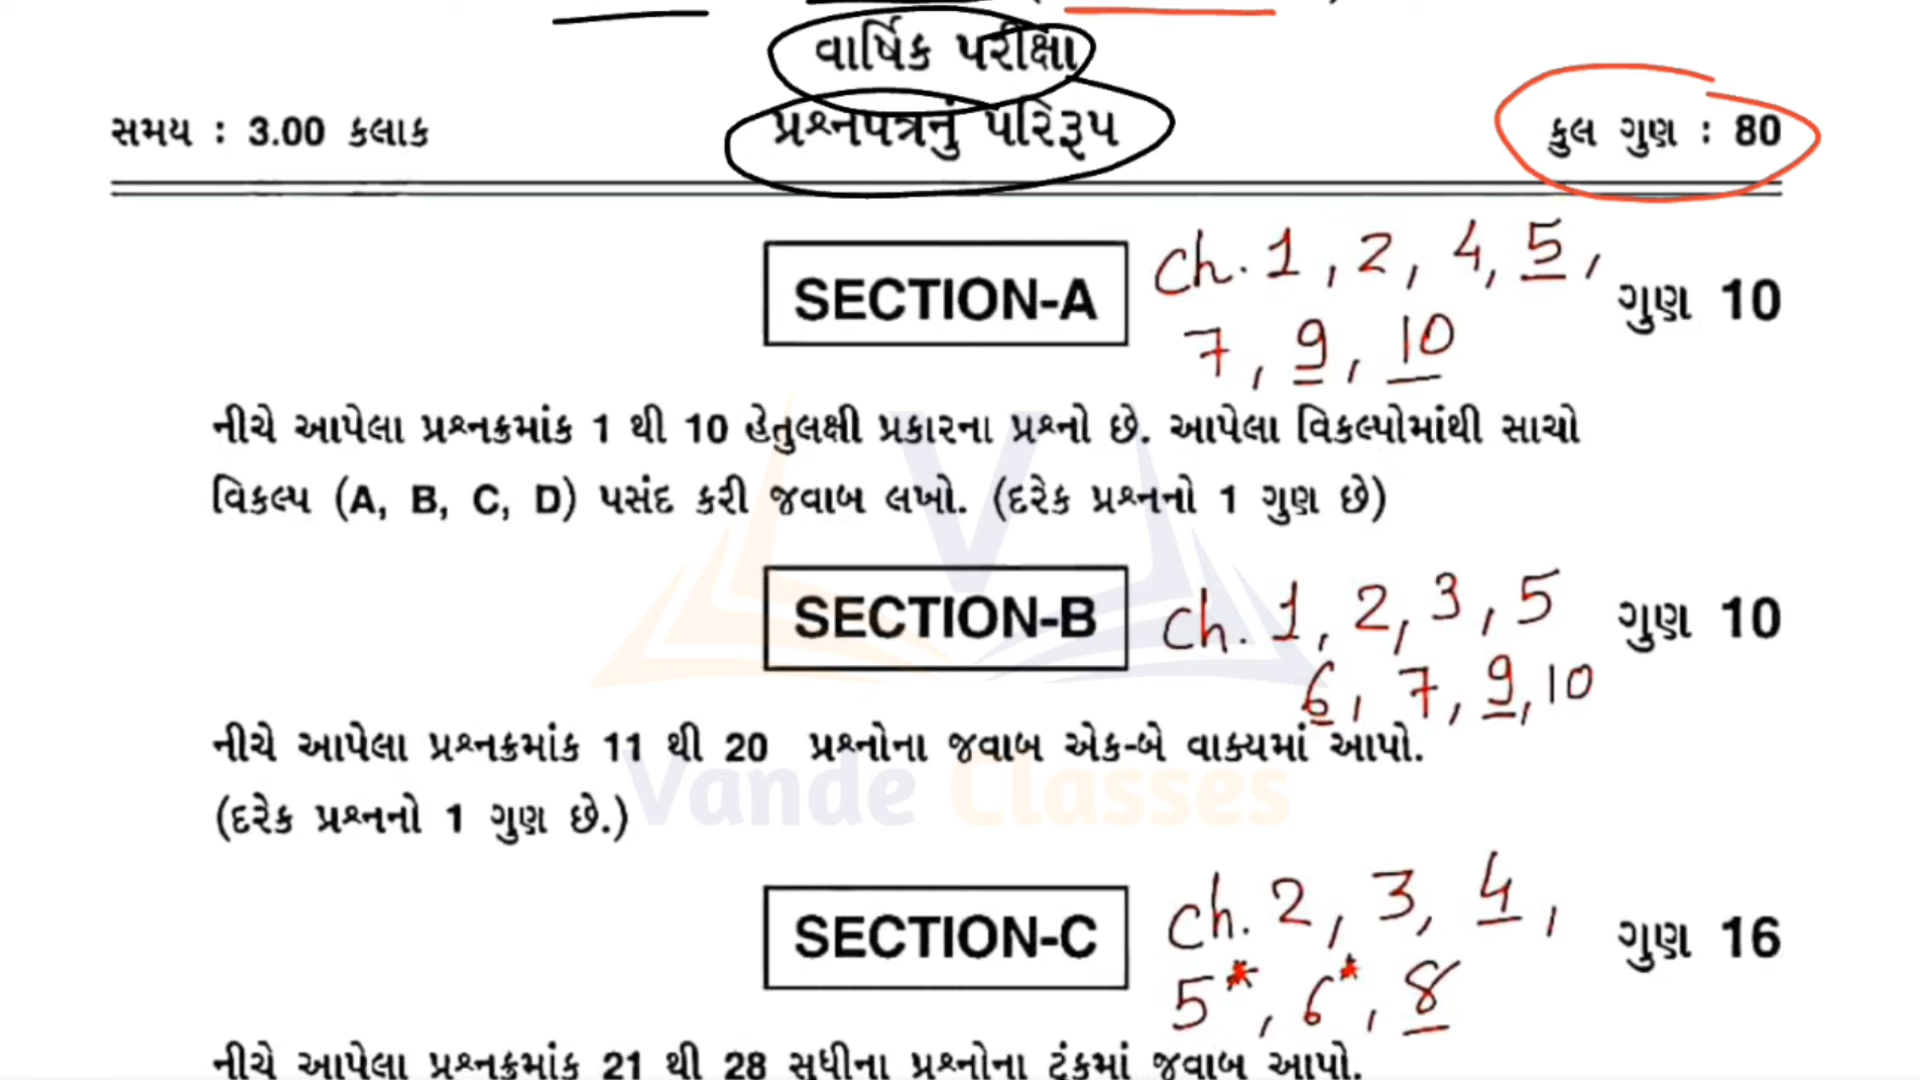 વાર્ષિક પરીક્ષા
સમય : 3.00 કલાક પ્રશ્નપત્રનું પરિરૂપ કુલ ગુણ : 80
SECTION-A ch. 1, 2, 4, 5, ગુણ 10
7, 9, 10
નીચે આપેલા પ્રશ્નક્રમાંક 1 થી 10 હેતુલક્ષી પ્રકારના પ્રશ્નો છે. આપેલા વિકલ્પોમાંથી સાચો
વિકલ્પ (A, B, C, D) પસંદ કરી જવાબ લખો. (દરેક પ્રશ્નનો 1 ગુણ છે)
SECTION-B ch. 1, 2, 3, 5 ગુણ 10
6, 7, 9, 10
નીચે આપેલા પ્રશ્નક્રમાંક 11 થી 20 પ્રશ્નોના જવાબ એક-બે વાક્યમાં આપો.
Vande Classes
(દરેક પ્રશ્નનો 1 ગુણ છે.)
SECTION-C ch. 2, 3, 4, ગુણ 16
5*, 6*, 8
નીચે આપેલા પ્રશ્નક્રમાંક 21 થી 28 સુધીના પ્રશ્નોના ટૂંકમાં જવાબ આપો.